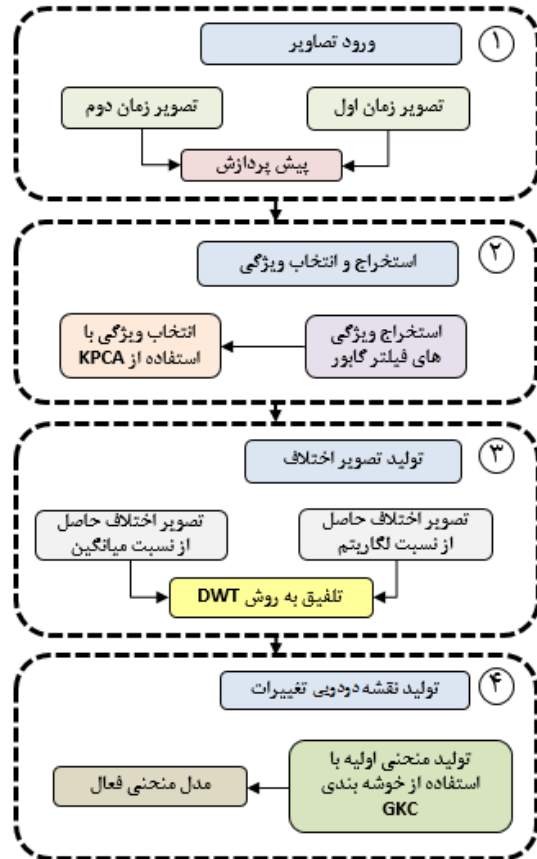 ۱
ورود تصاویر
تصویر زمان اول
تصویر زمان دوم
پیش پردازش
۲
استخراج و انتخاب ویژگی
استخراج ویژگی
های فیلتر گابور
انتخاب ویژگی با
استفاده از KPCA
۳
تولید تصویر اختلاف
تصویر اختلاف حاصل
از نسبت لگاریتم
تصویر اختلاف حاصل
از نسبت میانگین
تلفیق به روش DWT
۴
تولید نقشه دودویی تغییرات
تولید منحنی اولیه با
استفاده از خوشه بندی
GKC
مدل منحنی فعال